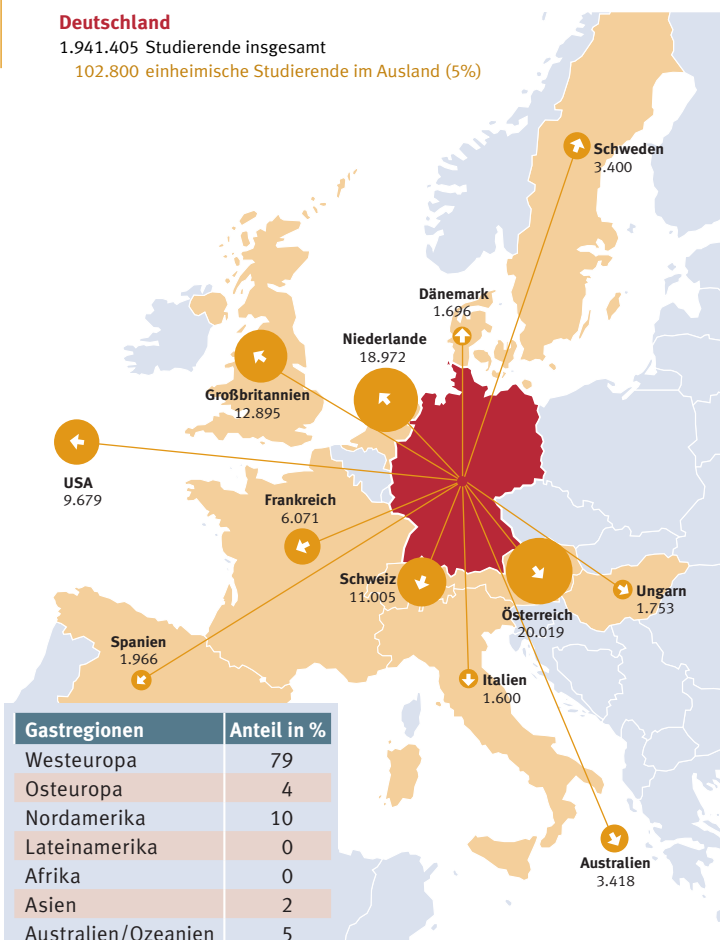 Deutschland
1.941.405 Studierende insgesamt
102.800 einheimische Studierende im Ausland (5%)
Schweden
3.400
Dänemark
1.696
Niederlande
18.972
Großbritannien
12.895
USA
9.679
Frankreich
6.071
Schweiz
11.005
Österreich
20.019
Ungarn
1.753
Spanien
1.966
Italien
1.600
Australien
3.418
Gastregionen Anteil in %
Westeuropa 79
Osteuropa 4
Nordamerika 10
Lateinamerika 0
Afrika 0
Asien 2
Australien/Ozeanien 5